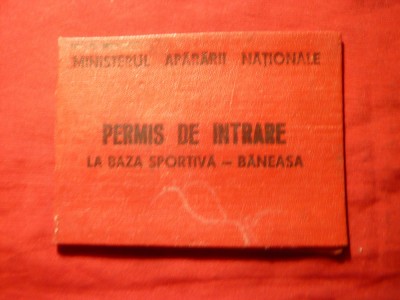 MINISTERUL APĂRĂRII NAȚIONALE
PERMIS DE INTRARE
LA BAZA SPORTIVĂ – BĂNEASA